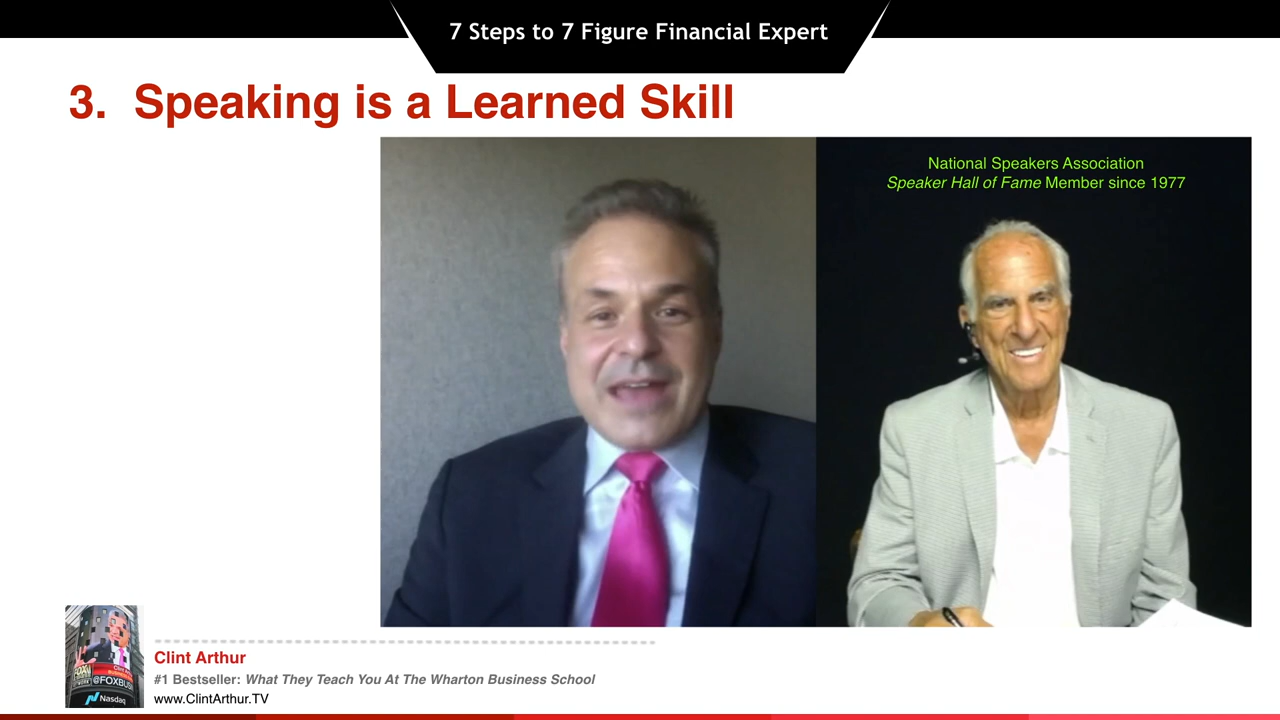 7 Steps to 7 Figure Financial Expert
3. Speaking is a Learned Skill
National Speakers Association
Speaker Hall of Fame Member since 1977
@FOXBUSI
Nasdaq
Clint Arthur
#1 Bestseller: What They Teach You At The Wharton Business School
www.ClintArthur.TV